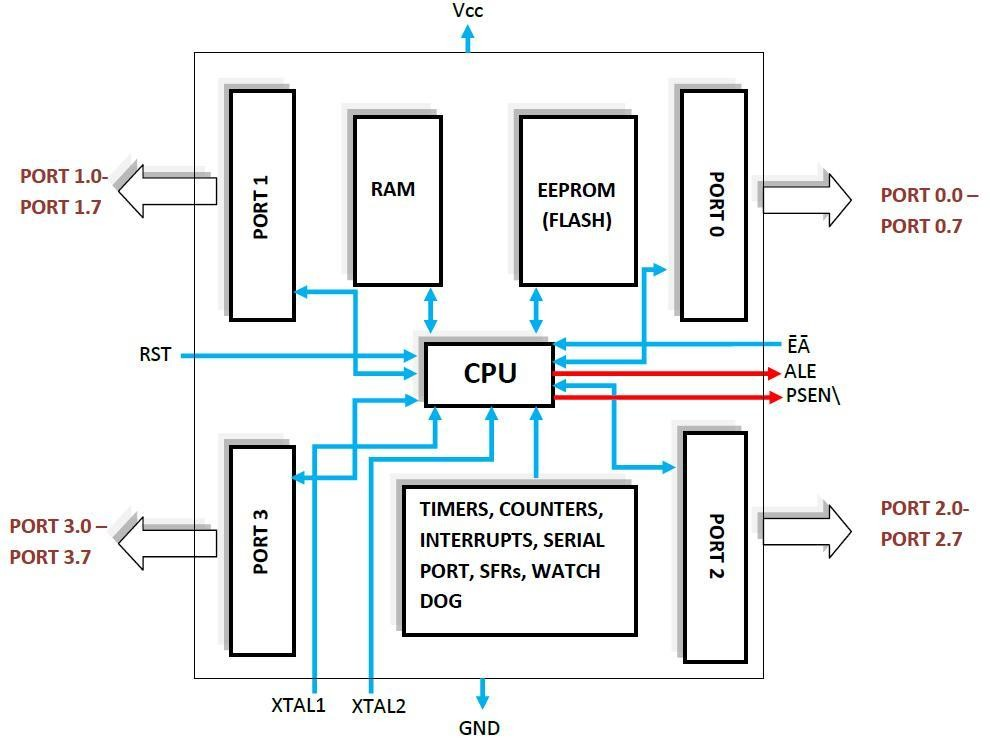 Vcc
PORT 1.0-
PORT 1.7
PORT 1
RAM
EEPROM
(FLASH)
PORT 0
PORT 0.0 –
PORT 0.7
RST
CPU
ĒĀ
ALE
PSEN\
PORT 3.0 –
PORT 3.7
PORT 3
TIMERS, COUNTERS,
INTERRUPTS, SERIAL
PORT, SFRs, WATCH
DOG
PORT 2
PORT 2.0-
PORT 2.7
XTAL1
XTAL2
GND